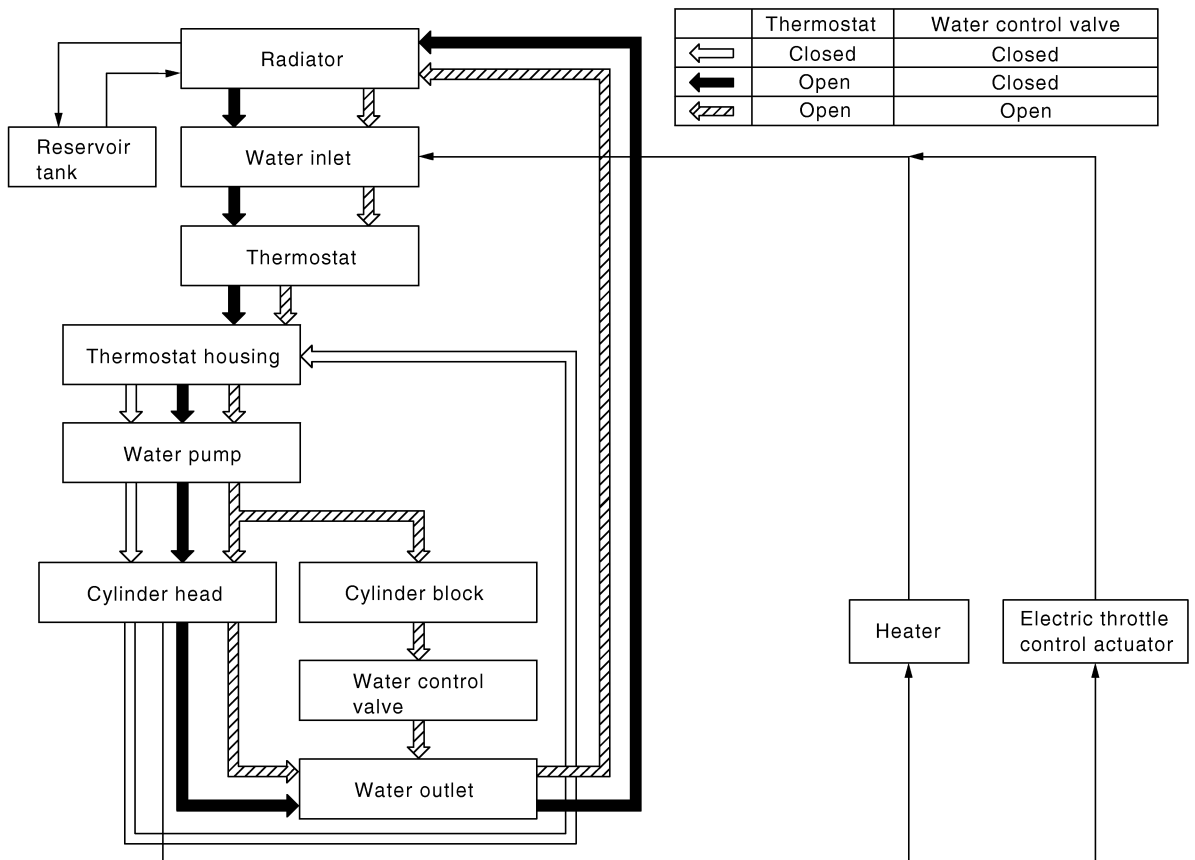 Thermostat Water control valve
Closed Closed
Open Closed
Open Open
Radiator
Reservoir
tank
Water inlet
Thermostat
Thermostat housing
Water pump
Cylinder head
Cylinder block
Water control
valve
Water outlet
Heater
Electric throttle
control actuator